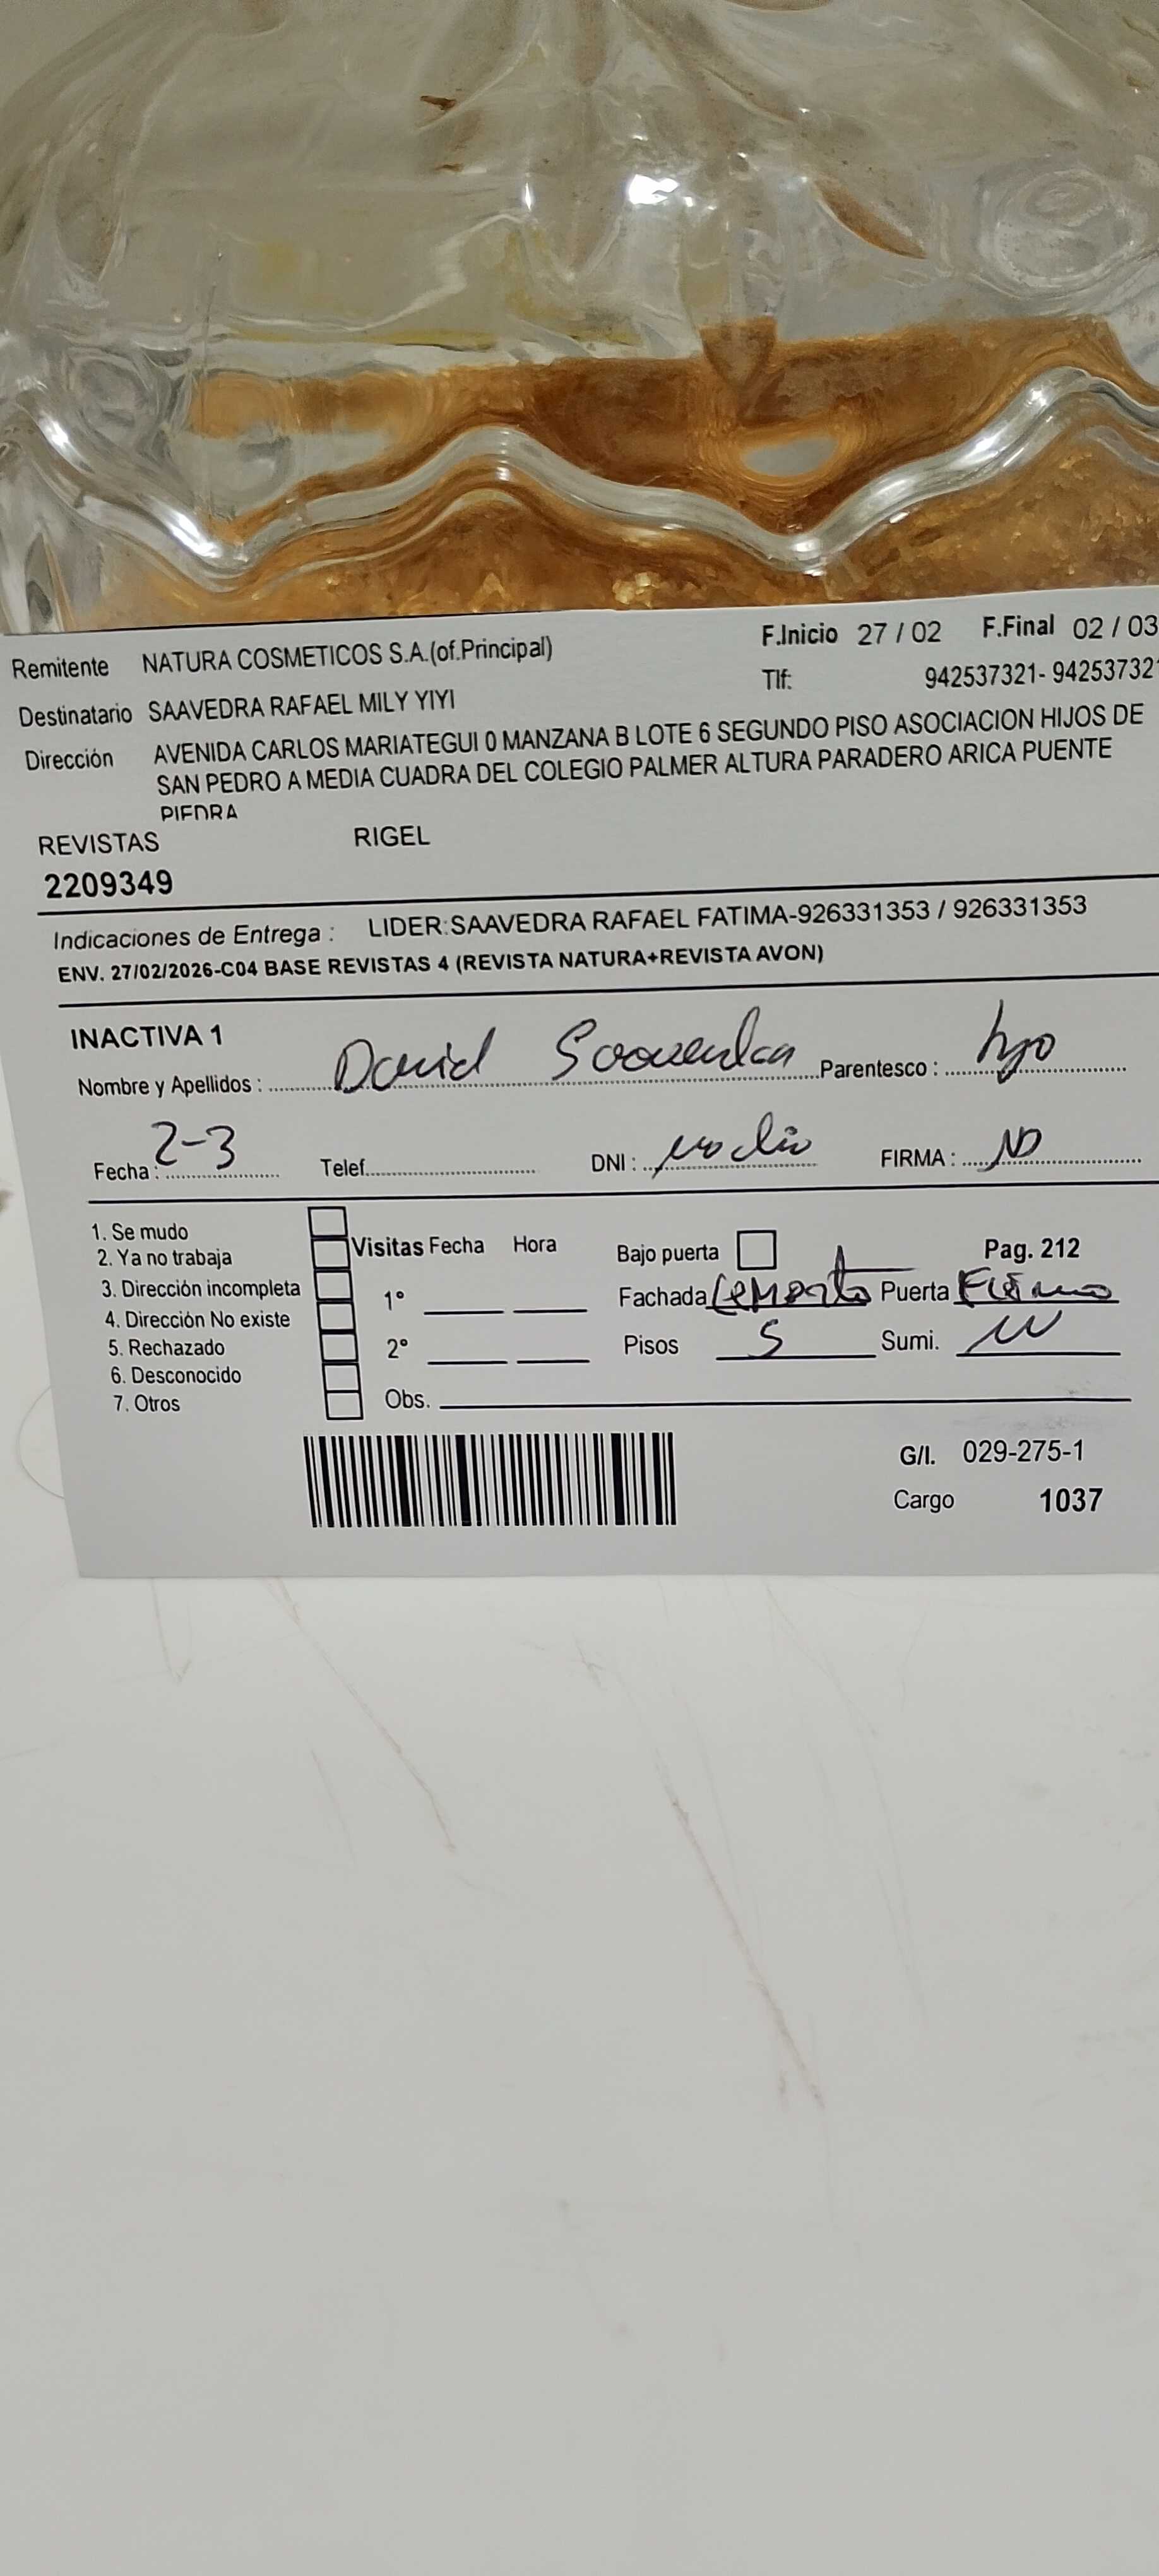 Remitente NATURA COSMETICOS S.A.(of.Principal) F.Inicio 27 / 02 F.Final 02 / 03
Destinatario SAAVEDRA RAFAEL MILY YIYI Tlf: 942537321- 94253732
Dirección AVENIDA CARLOS MARIATEGUI 0 MANZANA B LOTE 6 SEGUNDO PISO ASOCIACION HIJOS DE
SAN PEDRO A MEDIA CUADRA DEL COLEGIO PALMER ALTURA PARADERO ARICA PUENTE
PIEDRA
REVISTAS RIGEL
2209349
Indicaciones de Entrega : LIDER:SAAVEDRA RAFAEL FATIMA-926331353 / 926331353
ENV. 27/02/2026-C04 BASE REVISTAS 4 (REVISTA NATURA+REVISTA AVON)
INACTIVA 1
Nombre y Apellidos : David Saavedra Parentesco : hijo
Fecha : 2-3 Telef. DNI : no dio FIRMA : NO
1. Se mudo
2. Ya no trabaja
3. Dirección incompleta
4. Dirección No existe
5. Rechazado
6. Desconocido
7. Otros
Visitas Fecha Hora
1°
2°
Obs.
Bajo puerta Pag. 212
Fachada Cemento Puerta
Pisos 5 Sumi.
G/I. 029-275-1
Cargo 1037